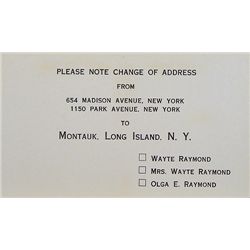 PLEASE NOTE CHANGE OF ADDRESS
FROM
654 MADISON AVENUE, NEW YORK
1150 PARK AVENUE, NEW YORK
TO
MONTAUK, LONG ISLAND, N. Y.
☐ WAYTE RAYMOND
☐ MRS. WAYTE RAYMOND
☐ OLGA E. RAYMOND